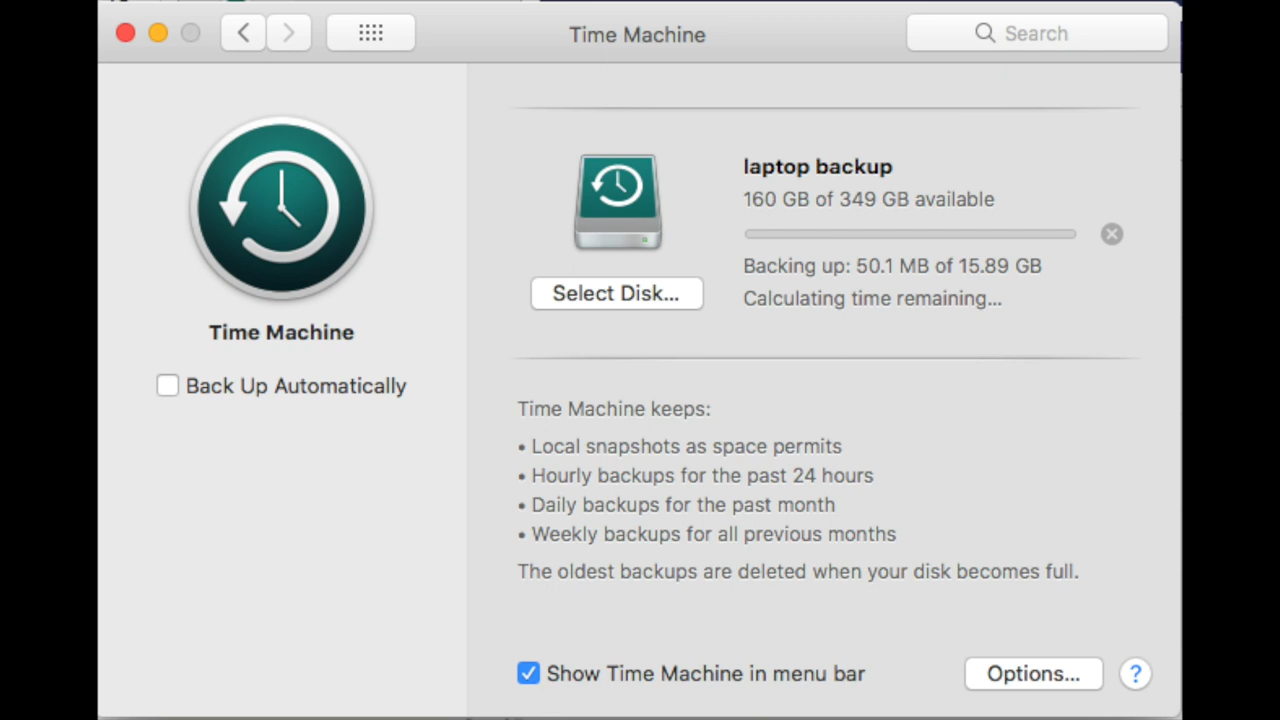 Time Machine
Search
laptop backup
160 GB of 349 GB available
Backing up: 50.1 MB of 15.89 GB
Select Disk...
Calculating time remaining...
Time Machine
Back Up Automatically
Time Machine keeps:
• Local snapshots as space permits
• Hourly backups for the past 24 hours
• Daily backups for the past month
• Weekly backups for all previous months
The oldest backups are deleted when your disk becomes full.
Show Time Machine in menu bar
Options...
?